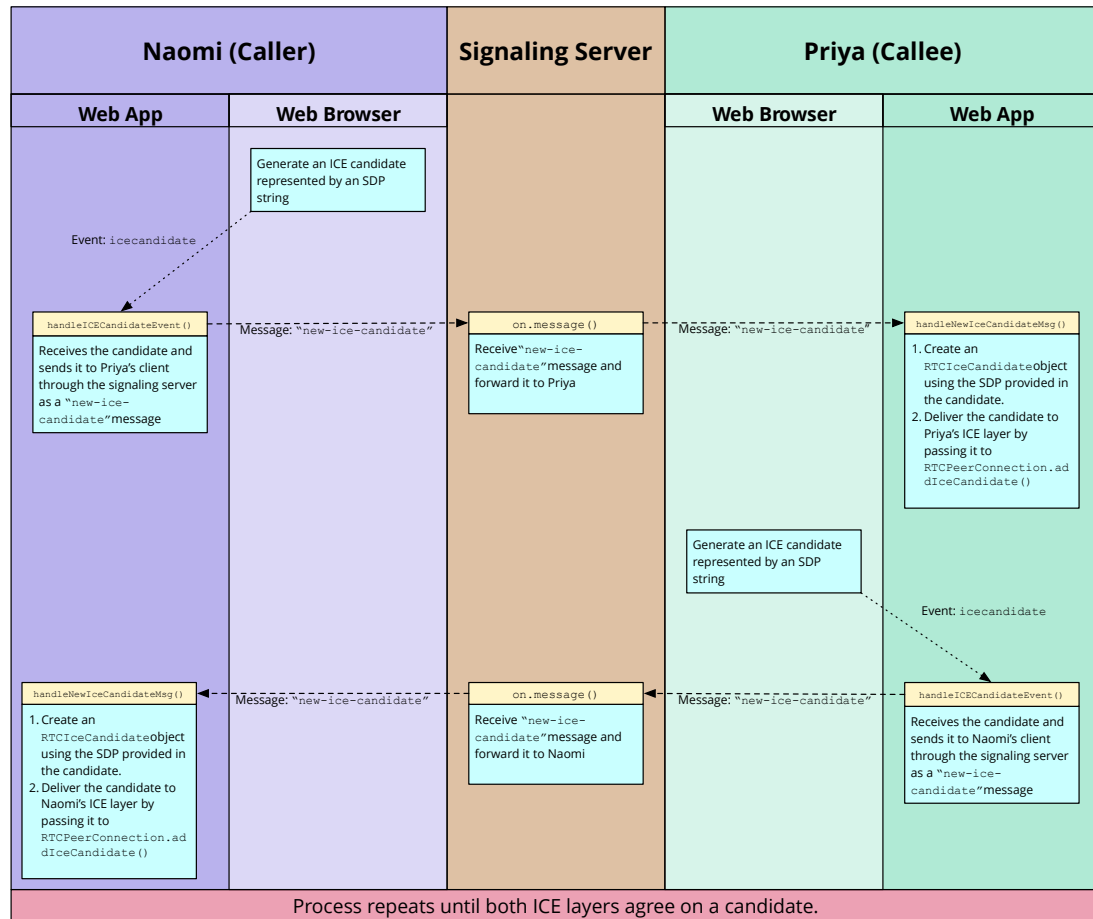 Naomi (Caller)
Signaling Server
Priya (Callee)
Web App
Web Browser
Web Browser
Web App
Generate an ICE candidate
represented by an SDP
string
Event: icecandidate
handleICECandidateEvent()
Receives the candidate and
sends it to Priya’s client
through the signaling server
as a “new-ice-
candidate”message
Message: “new-ice-candidate”
on.message()
Receive“new-ice-
candidate”message and
forward it to Priya
Message: “new-ice-candidate”
handleNewIceCandidateMsg()
1. Create an
RTCIceCandidateobject
using the SDP provided in
the candidate.
2. Deliver the candidate to
Priya’s ICE layer by
passing it to
RTCPeerConnection.ad
dIceCandidate()
Generate an ICE candidate
represented by an SDP
string
Event: icecandidate
handleICECandidateEvent()
Receives the candidate and
sends it to Naomi’s client
through the signaling server
as a “new-ice-
candidate”message
Message: “new-ice-candidate”
on.message()
Receive “new-ice-
candidate”message and
forward it to Naomi
Message: “new-ice-candidate”
handleNewIceCandidateMsg()
1. Create an
RTCIceCandidateobject
using the SDP provided in
the candidate.
2. Deliver the candidate to
Naomi’s ICE layer by
passing it to
RTCPeerConnection.ad
dIceCandidate()
Process repeats until both ICE layers agree on a candidate.